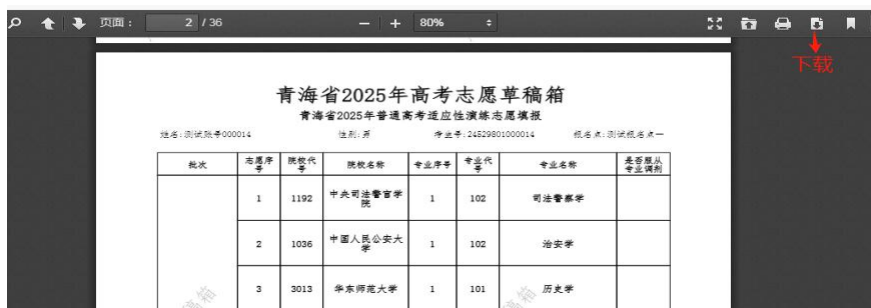 页面： 2 / 36 80%
下载
青海省2025年高考志愿草稿箱
青海省2025年普通高考适应性演练志愿填报
姓名:测试账号000014 性别:男 考生号:24529801000014 报名点:测试报名点一
批次 志愿序号 院校代号 院校名称 专业序号 专业代号 专业名称 是否服从专业调剂
1 1192 中央司法警官学院 1 102 司法警察学
2 1036 中国人民公安大学 1 102 治安学
3 3013 华东师范大学 1 101 历史学
稿箱
稿箱